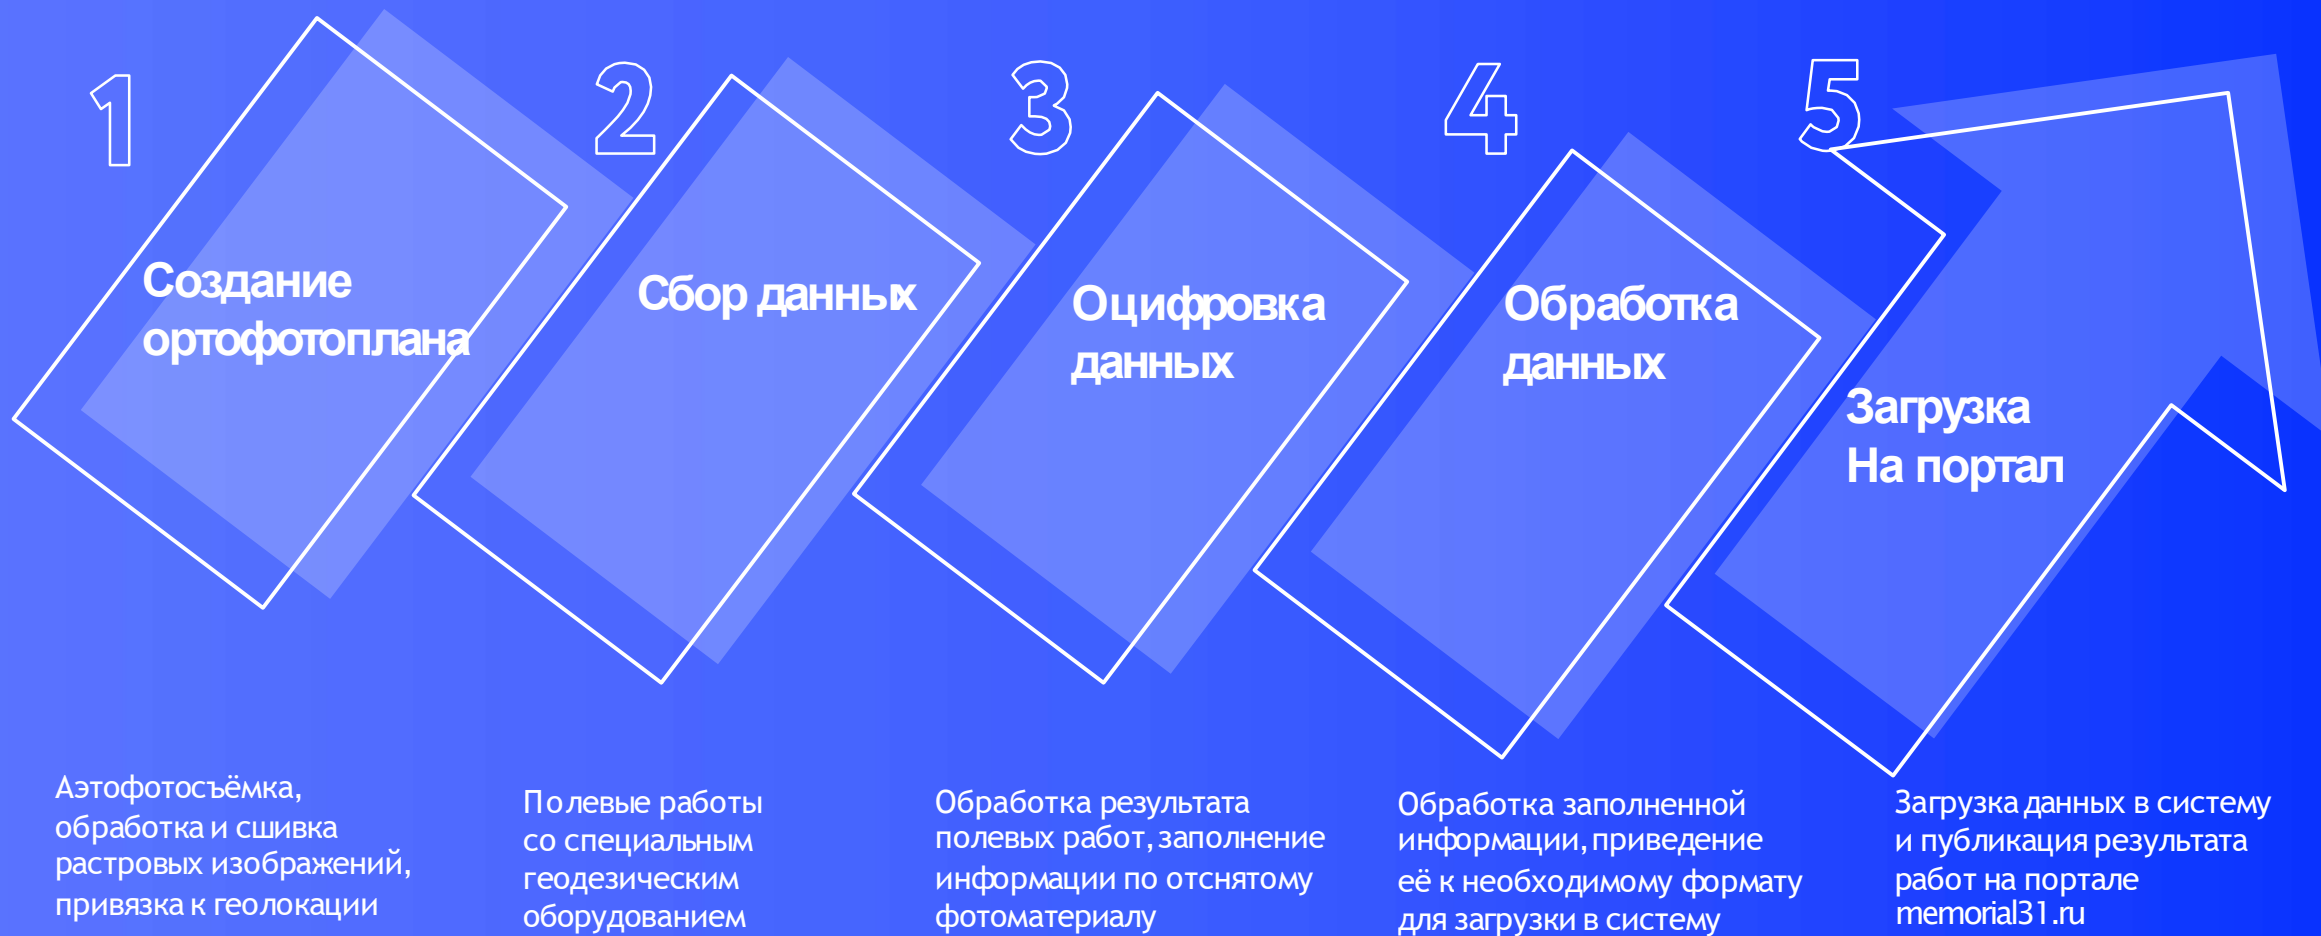 1
Создание
ортофотоплана
Аэтофотосъёмка,
обработка и сшивка
растровых изображений,
привязка к геолокации
2
Сбор данных
Полевые работы
со специальным
геодезическим
оборудованием
3
Оцифровка
данных
Обработка результата
полевых работ, заполнение
информации по отснятому
фотоматериалу
4
Обработка
данных
Обработка заполненной
информации, приведение
её к необходимому формату
для загрузки в систему
5
Загрузка
На портал
Загрузка данных в систему
и публикация результата
работ на портале
memorial31.ru